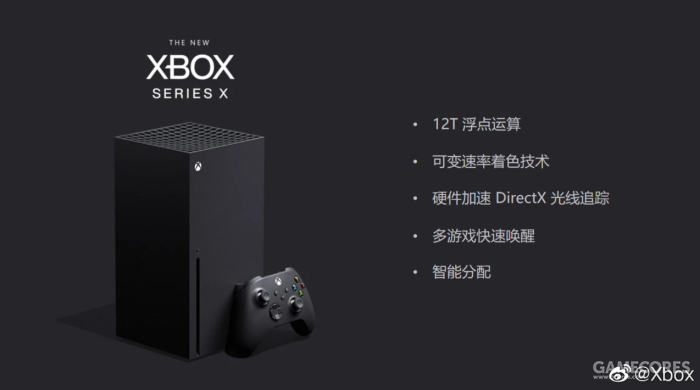 THE NEW
XBOX
SERIES X
• 12T 浮点运算
• 可变速率着色技术
• 硬件加速 DirectX 光线追踪
• 多游戏快速唤醒
• 智能分配
GAMECORES
@Xbox